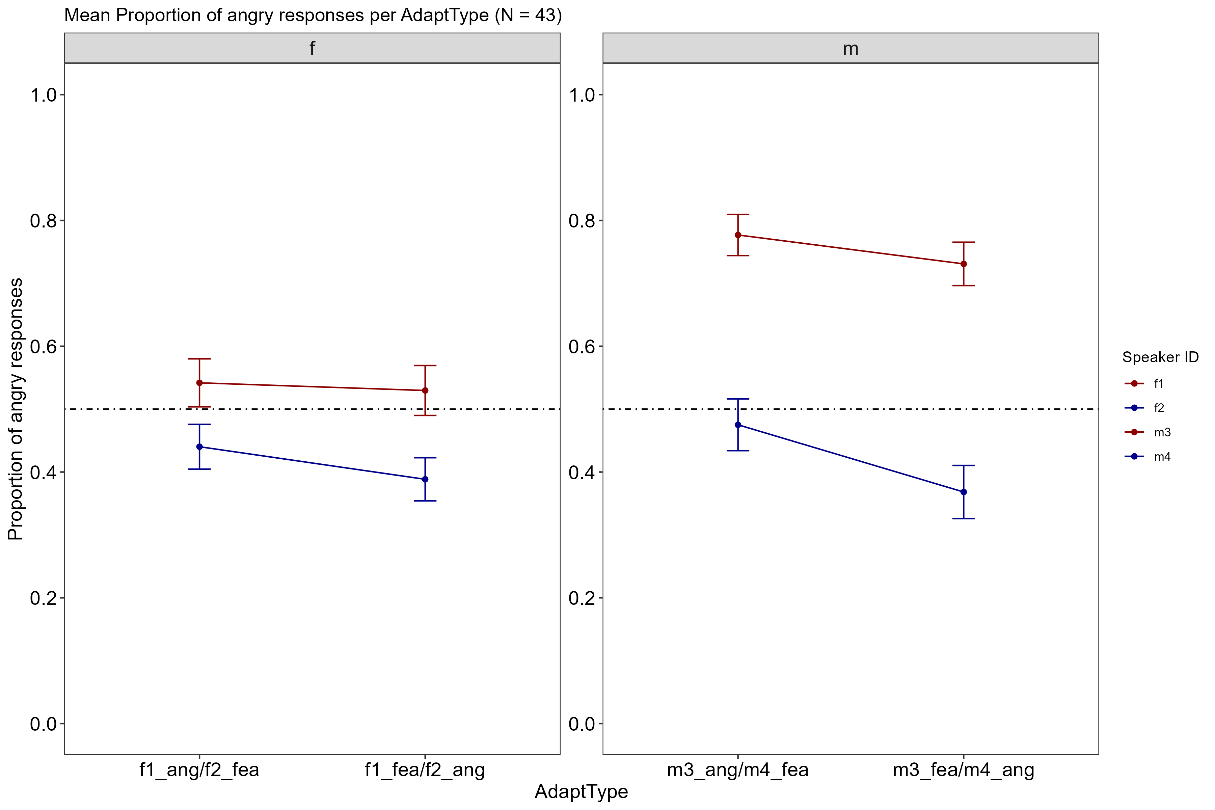 Mean Proportion of angry responses per AdaptType (N = 43)
f
m
Proportion of angry responses
1.0
0.8
0.6
0.4
0.2
0.0
1.0
0.8
0.6
0.4
0.2
0.0
f1_ang/f2_fea
f1_fea/f2_ang
m3_ang/m4_fea
m3_fea/m4_ang
AdaptType
Speaker ID
f1
f2
m3
m4